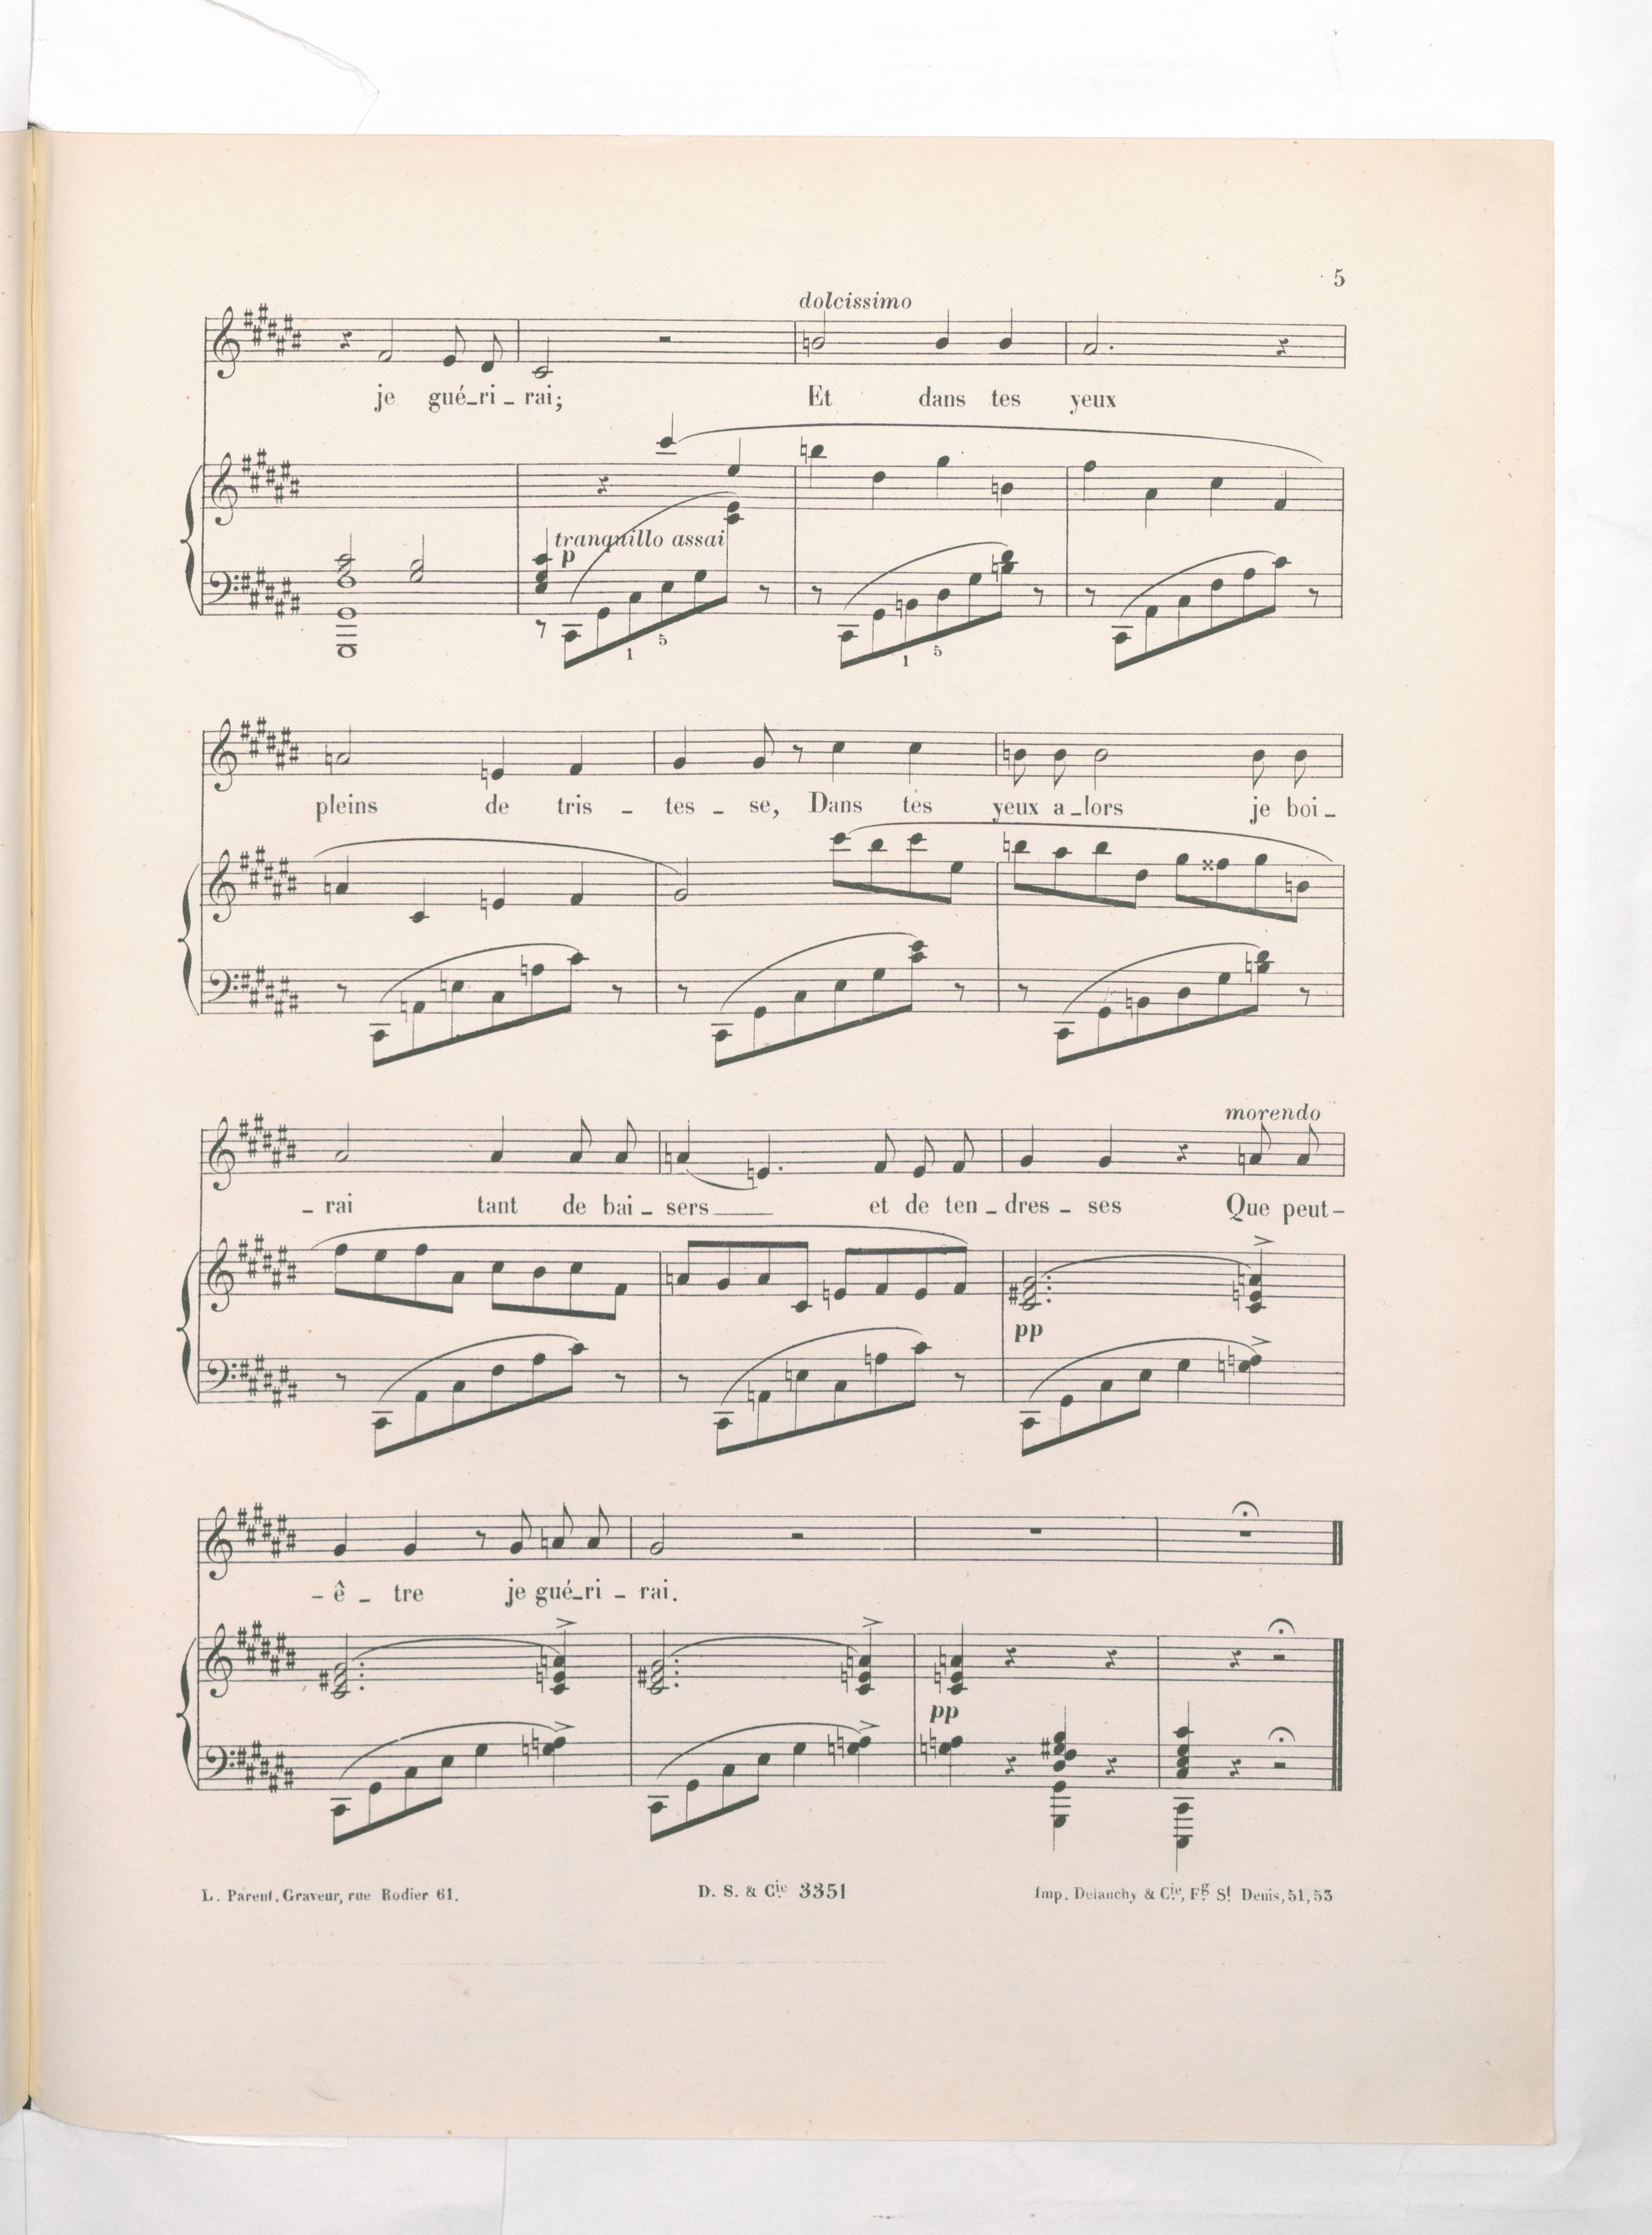 5
dolcissimo
je gué_ri_rai; Et dans tes yeux
tranquillo assai
p
1 5 1 5
pleins de tris_tes_se, Dans tes yeux a_lors je boi_
morendo
_rai tant de bai_sers___ et de ten_dres_ses Que peut-
pp
-ê_tre je gué_ri_rai.
pp
L. Parent, Graveur, rue Rodier 61. D. S. & Cie 3351 Imp. Delanchy & Cie, Fg St Denis, 51, 53